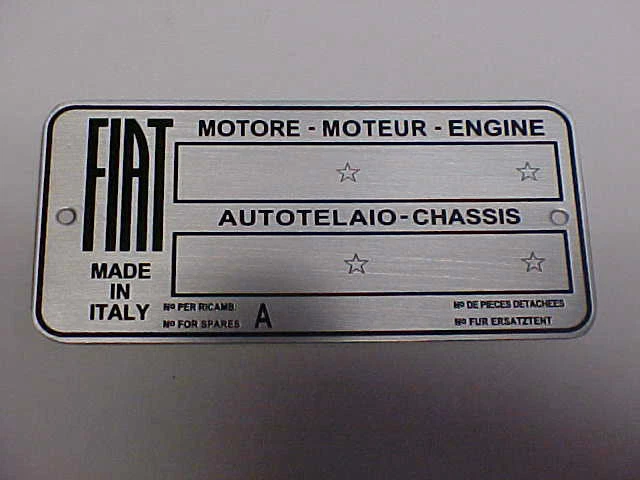 FIAT
MOTORE - MOTEUR - ENGINE
AUTOTELAIO - CHASSIS
MADE
IN
ITALY
No PER RICAMB.
No FOR SPARES A
No DE PIECES DETACHEES
No FUR ERSATZTENT